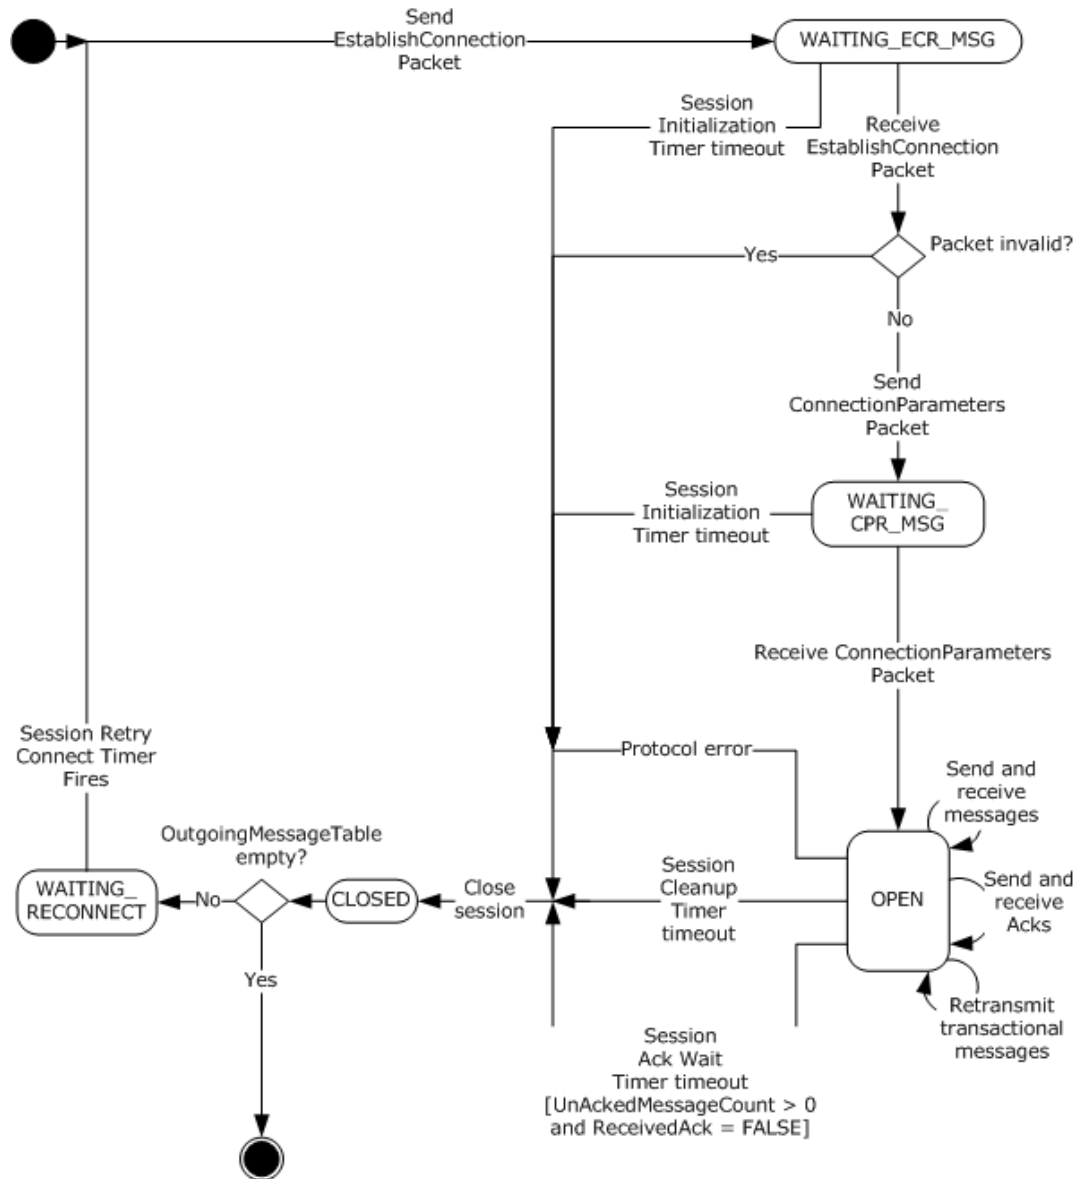 Send
EstablishConnection
Packet
WAITING_ECR_MSG
Session
Initialization
Timer timeout
Receive
EstablishConnection
Packet
Packet invalid?
Yes
No
Send
ConnectionParameters
Packet
WAITING_
CPR_MSG
Session
Initialization
Timer timeout
Receive ConnectionParameters
Packet
Session Retry
Connect Timer
Fires
Protocol error
Send and
receive
messages
OutgoingMessageTable
empty?
WAITING_
RECONNECT
No
CLOSED
Close
session
Session
Cleanup
Timer
timeout
OPEN
Send and
receive
Acks
Yes
Retransmit
transactional
messages
Session
Ack Wait
Timer timeout
[UnAckedMessageCount > 0
and ReceivedAck = FALSE]